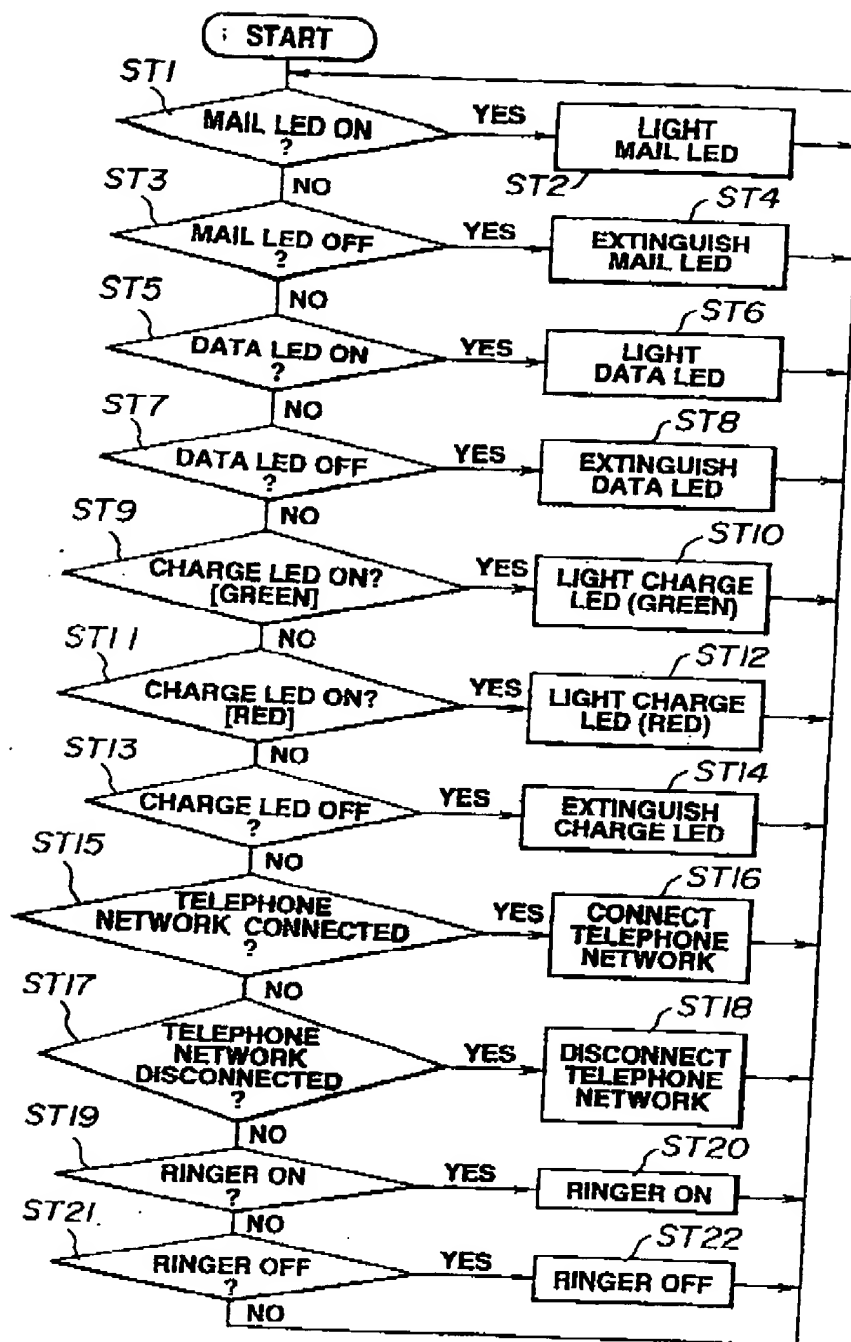 START
ST1
MAIL LED ON
?
YES
LIGHT
MAIL LED
ST2
NO
ST3
MAIL LED OFF
?
YES
EXTINGUISH
MAIL LED
ST4
NO
ST5
DATA LED ON
?
YES
LIGHT
DATA LED
ST6
NO
ST7
DATA LED OFF
?
YES
EXTINGUISH
DATA LED
ST8
NO
ST9
CHARGE LED ON?
[GREEN]
YES
LIGHT CHARGE
LED (GREEN)
ST10
NO
ST11
CHARGE LED ON?
[RED]
YES
LIGHT CHARGE
LED (RED)
ST12
NO
ST13
CHARGE LED OFF
?
YES
EXTINGUISH
CHARGE LED
ST14
NO
ST15
TELEPHONE
NETWORK CONNECTED
?
YES
CONNECT
TELEPHONE
NETWORK
ST16
NO
ST17
TELEPHONE
NETWORK
DISCONNECTED
?
YES
DISCONNECT
TELEPHONE
NETWORK
ST18
NO
ST19
RINGER ON
?
YES
RINGER ON
ST20
NO
ST21
RINGER OFF
?
YES
RINGER OFF
ST22
NO